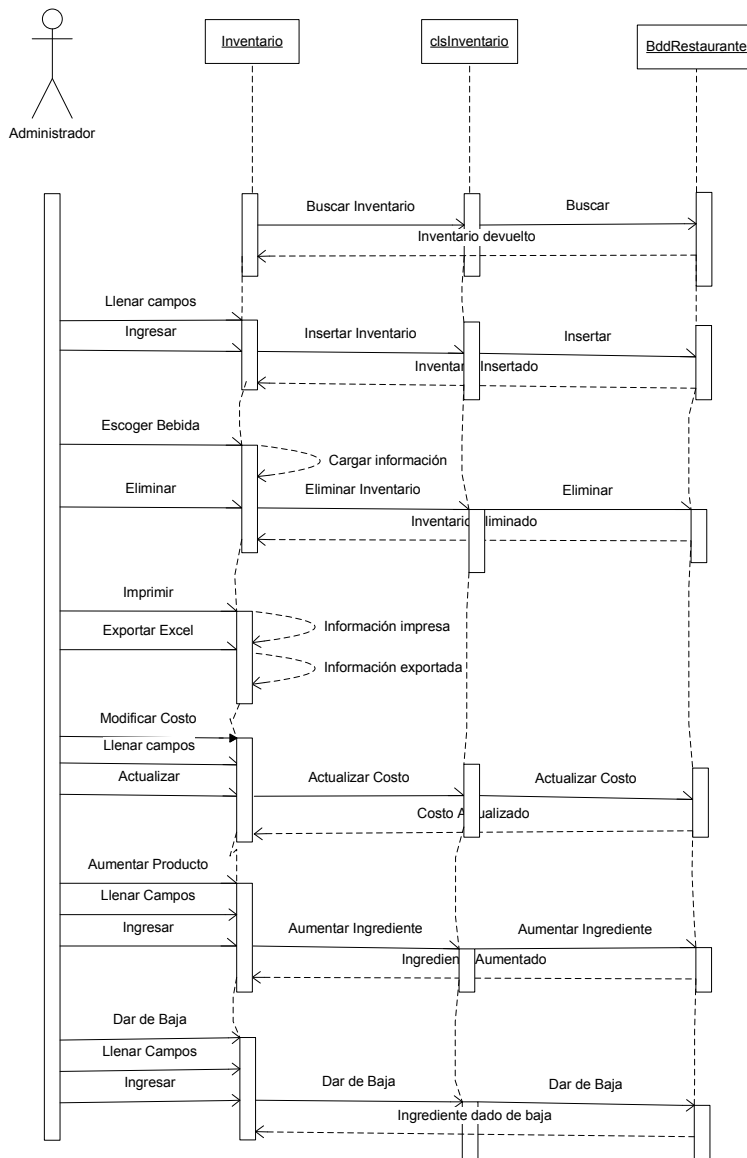 Inventario
clsInventario
BddRestaurante
Administrador
Buscar Inventario
Buscar
Inventario devuelto
Llenar campos
Ingresar
Insertar Inventario
Insertar
Inventar Insertado
Escoger Bebida
Cargar información
Eliminar
Eliminar Inventario
Eliminar
Inventario liminado
Imprimir
Información impresa
Exportar Excel
Información exportada
Modificar Costo
Llenar campos
Actualizar
Actualizar Costo
Actualizar Costo
Costo A ualizado
Aumentar Producto
Llenar Campos
Ingresar
Aumentar Ingrediente
Aumentar Ingrediente
Ingredien Aumentado
Dar de Baja
Llenar Campos
Ingresar
Dar de Baja
Dar de Baja
Ingrediente dado de baja